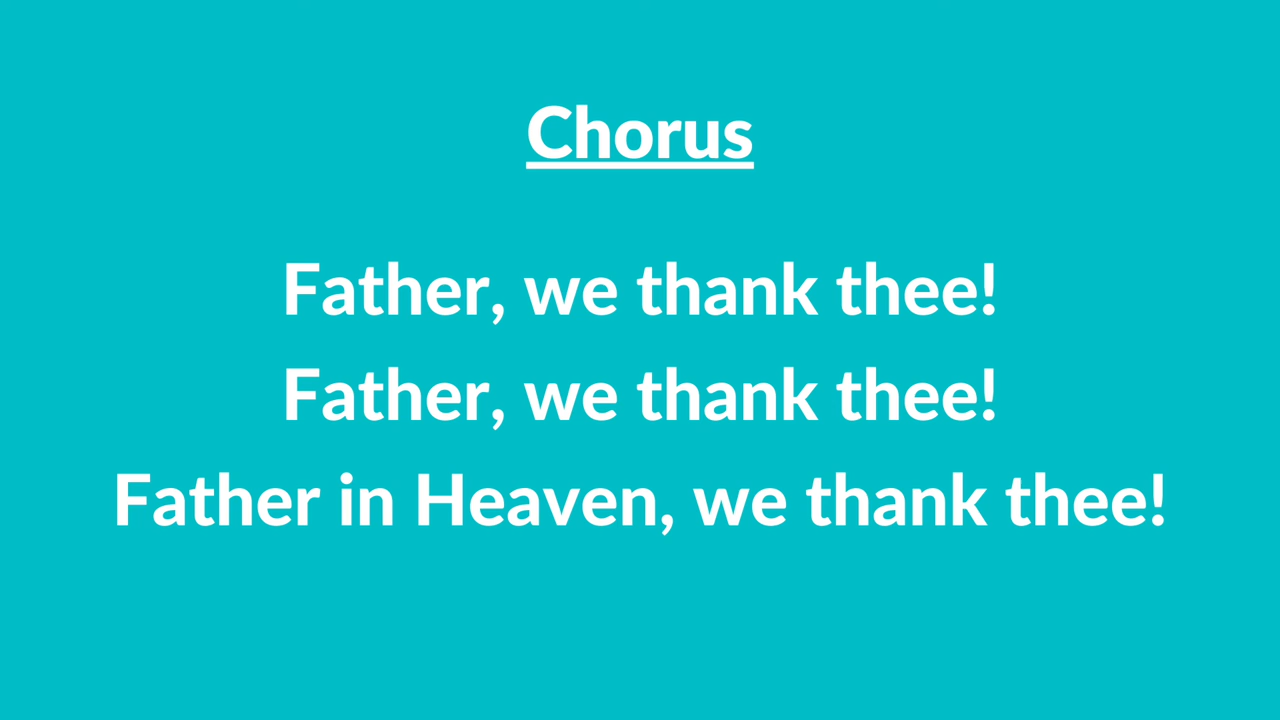 Chorus
Father, we thank thee!
Father, we thank thee!
Father in Heaven, we thank thee!